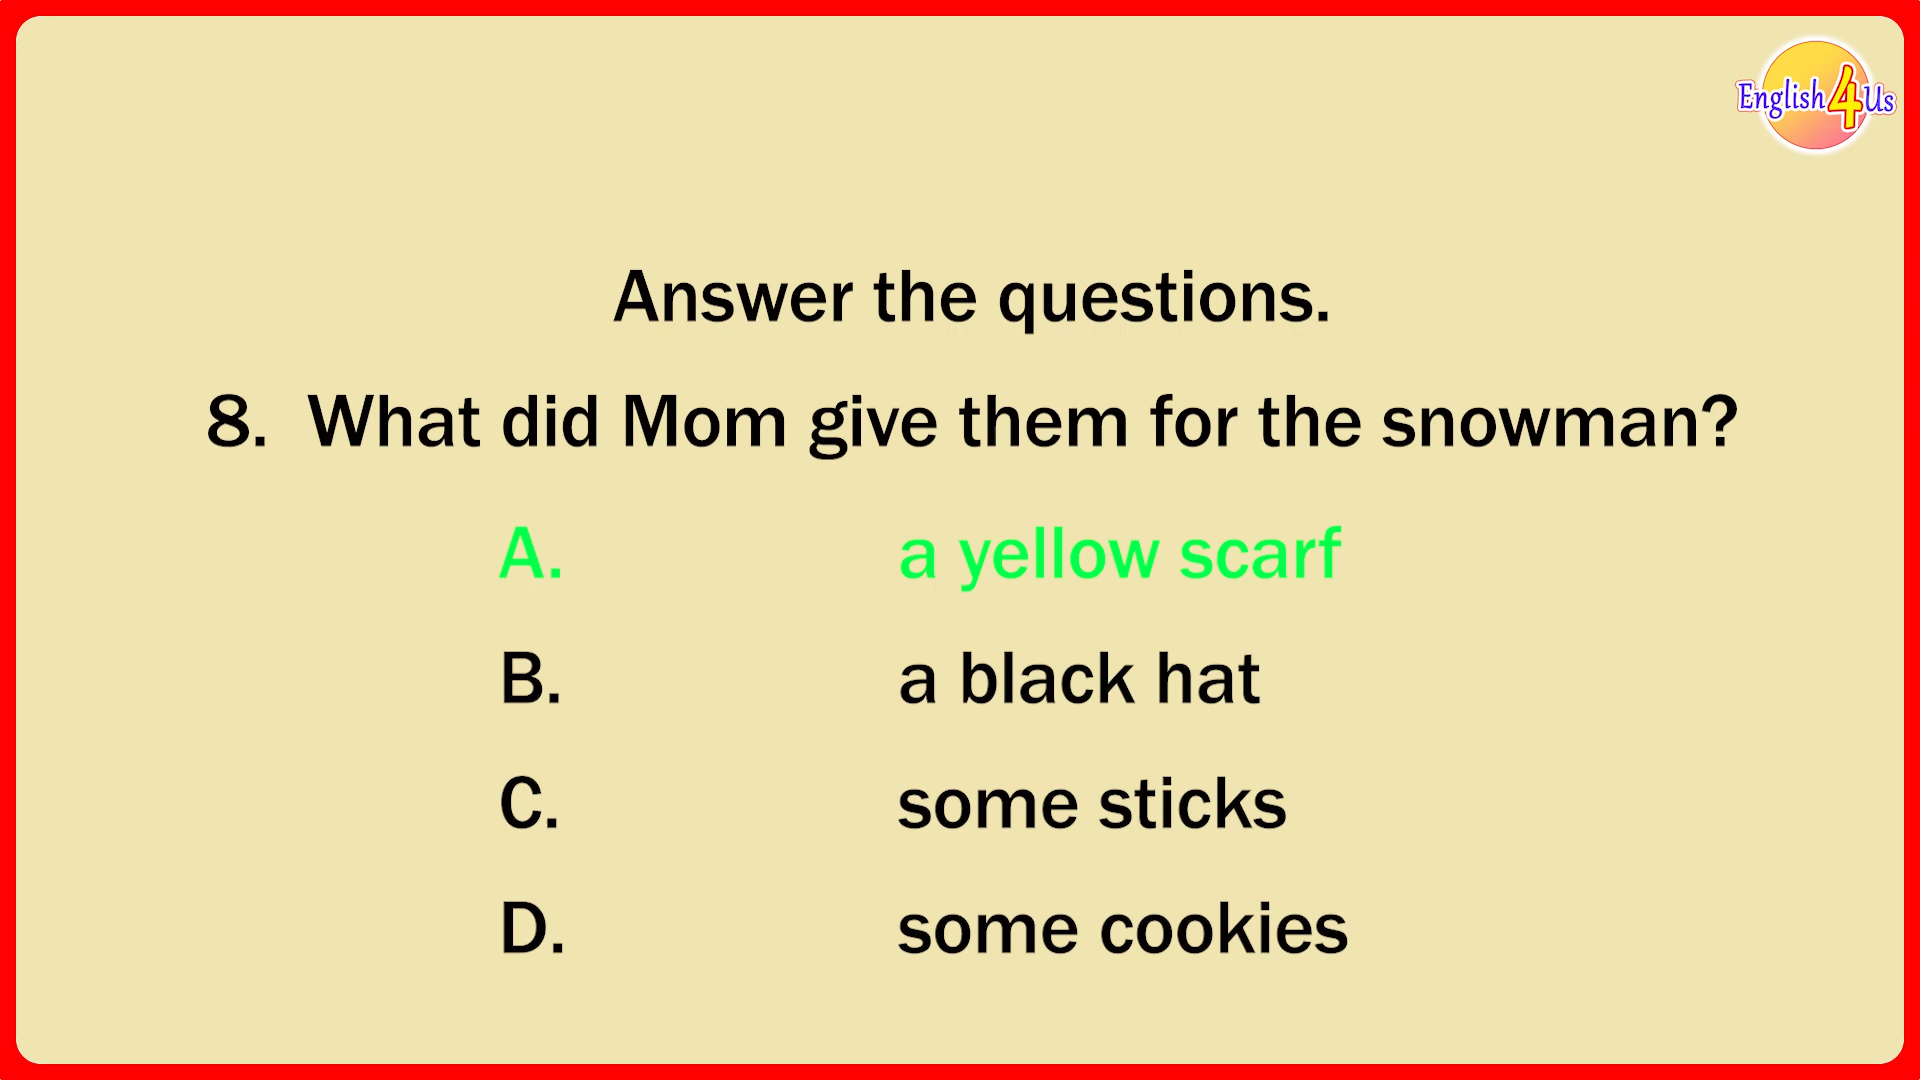 English4Us
Answer the questions.
8. What did Mom give them for the snowman?
A. a yellow scarf
B. a black hat
C. some sticks
D. some cookies